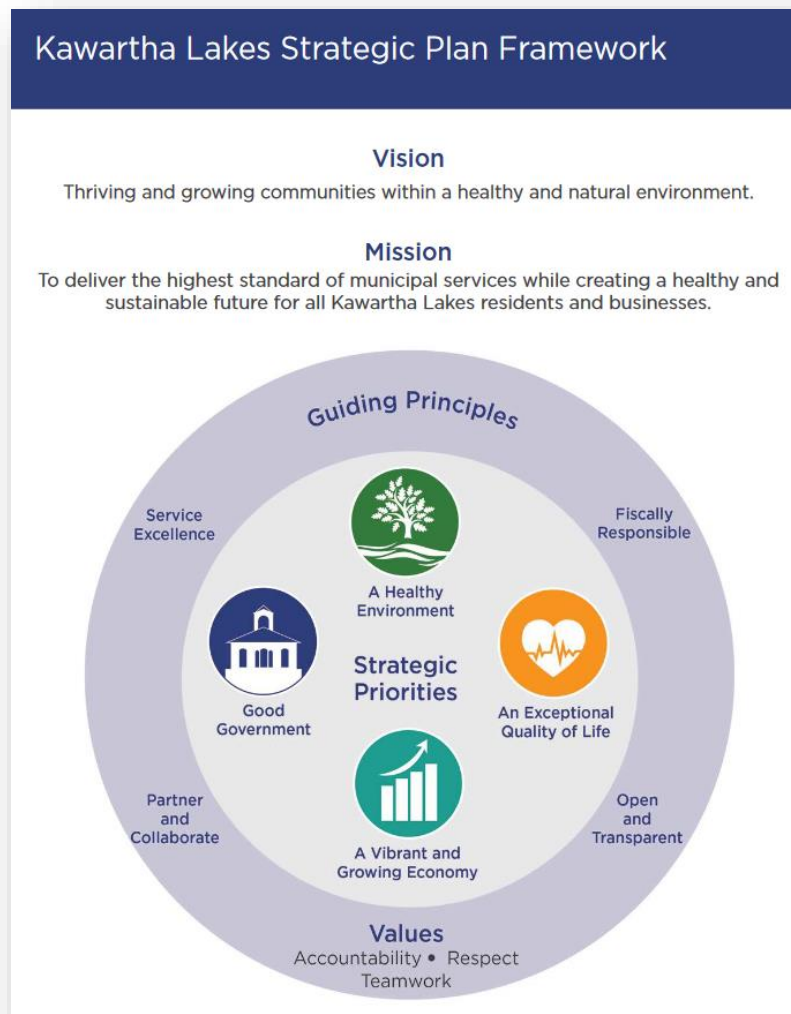 Kawartha Lakes Strategic Plan Framework
Vision
Thriving and growing communities within a healthy and natural environment.
Mission
To deliver the highest standard of municipal services while creating a healthy and
sustainable future for all Kawartha Lakes residents and businesses.
Guiding Principles
Service
Excellence
Fiscally
Responsible
A Healthy
Environment
Strategic
Priorities
Good
Government
An Exceptional
Quality of Life
Partner
and
Collaborate
Open
and
Transparent
A Vibrant and
Growing Economy
Values
Accountability • Respect
Teamwork